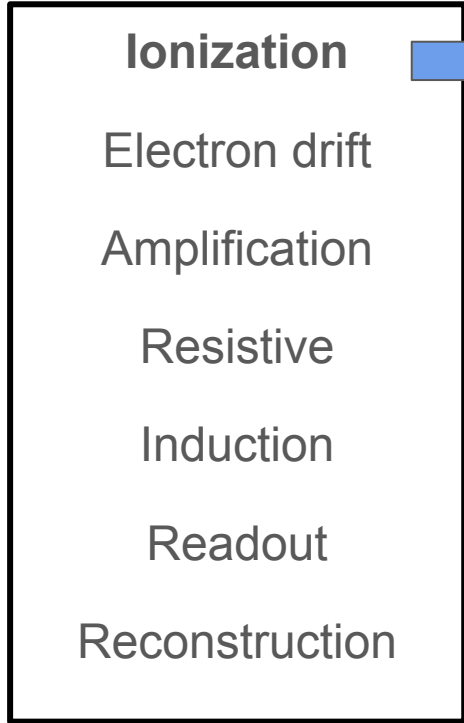 Ionization
Electron drift
Amplification
Resistive
Induction
Readout
Reconstruction